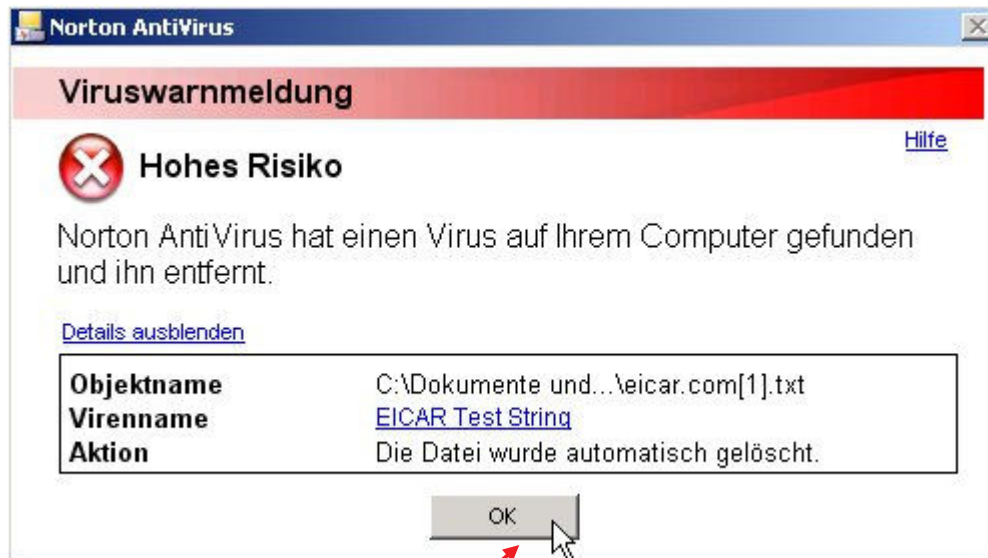 Norton AntiVirus
Viruswarnmeldung
Hilfe
Hohes Risiko
Norton AntiVirus hat einen Virus auf Ihrem Computer gefunden
und ihn entfernt.
Details ausblenden
Objektname C:\Dokumente und...\eicar.com[1].txt
Virenname EICAR Test String
Aktion Die Datei wurde automatisch gelöscht.
OK